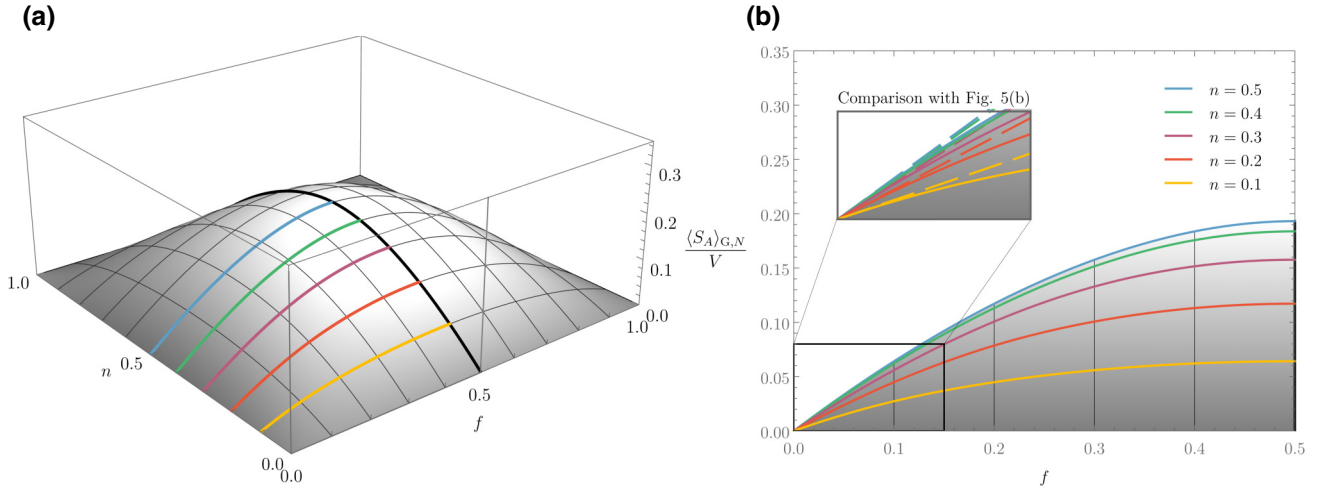 (a)
0.3
0.2
0.1
0.0
⟨S_A⟩_{G,N}
V
1.0
0.5
n
0.0
0.0
0.5
f
1.0
(b)
0.35
0.30
0.25
0.20
0.15
0.10
0.05
0.00
Comparison with Fig. 5(b)
n = 0.5
n = 0.4
n = 0.3
n = 0.2
n = 0.1
0.0
0.1
0.2
0.3
0.4
0.5
f